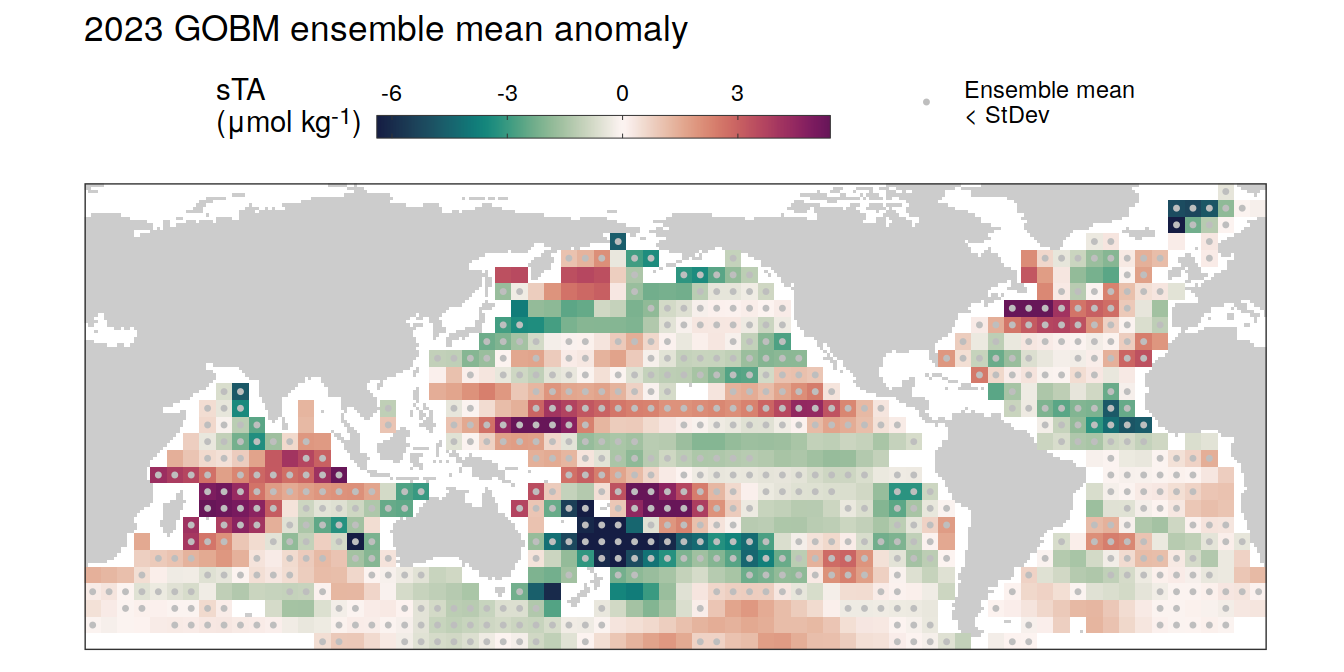 2023 GOBM ensemble mean anomaly
sTA
(μmol kg⁻¹)
-6 -3 0 3
Ensemble mean
< StDev